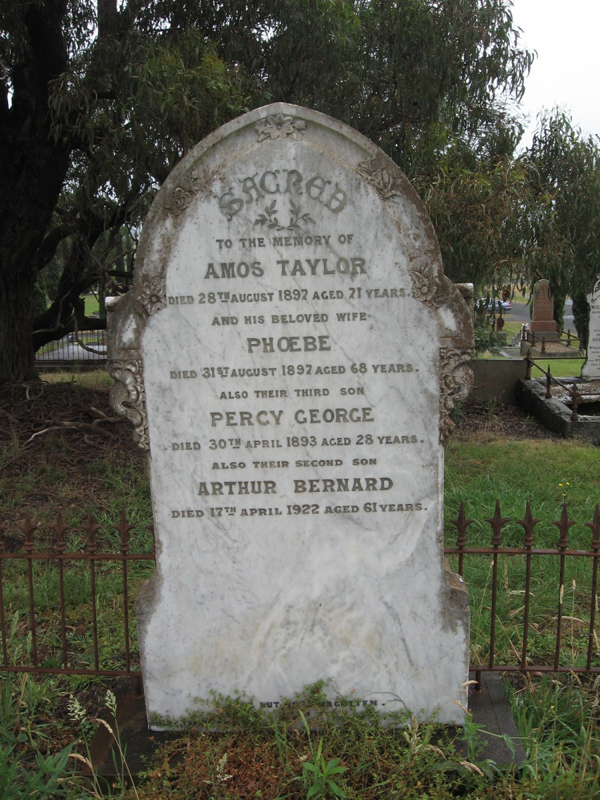 SACRED
TO THE MEMORY OF
AMOS TAYLOR
DIED 28TH AUGUST 1897 AGED 71 YEARS.
AND HIS BELOVED WIFE
PHŒBE
DIED 31ST AUGUST 1897 AGED 68 YEARS.
ALSO THEIR THIRD SON
PERCY GEORGE
DIED 30TH APRIL 1893 AGED 28 YEARS.
ALSO THEIR SECOND SON
ARTHUR BERNARD
DIED 17TH APRIL 1922 AGED 61 YEARS.
BUT